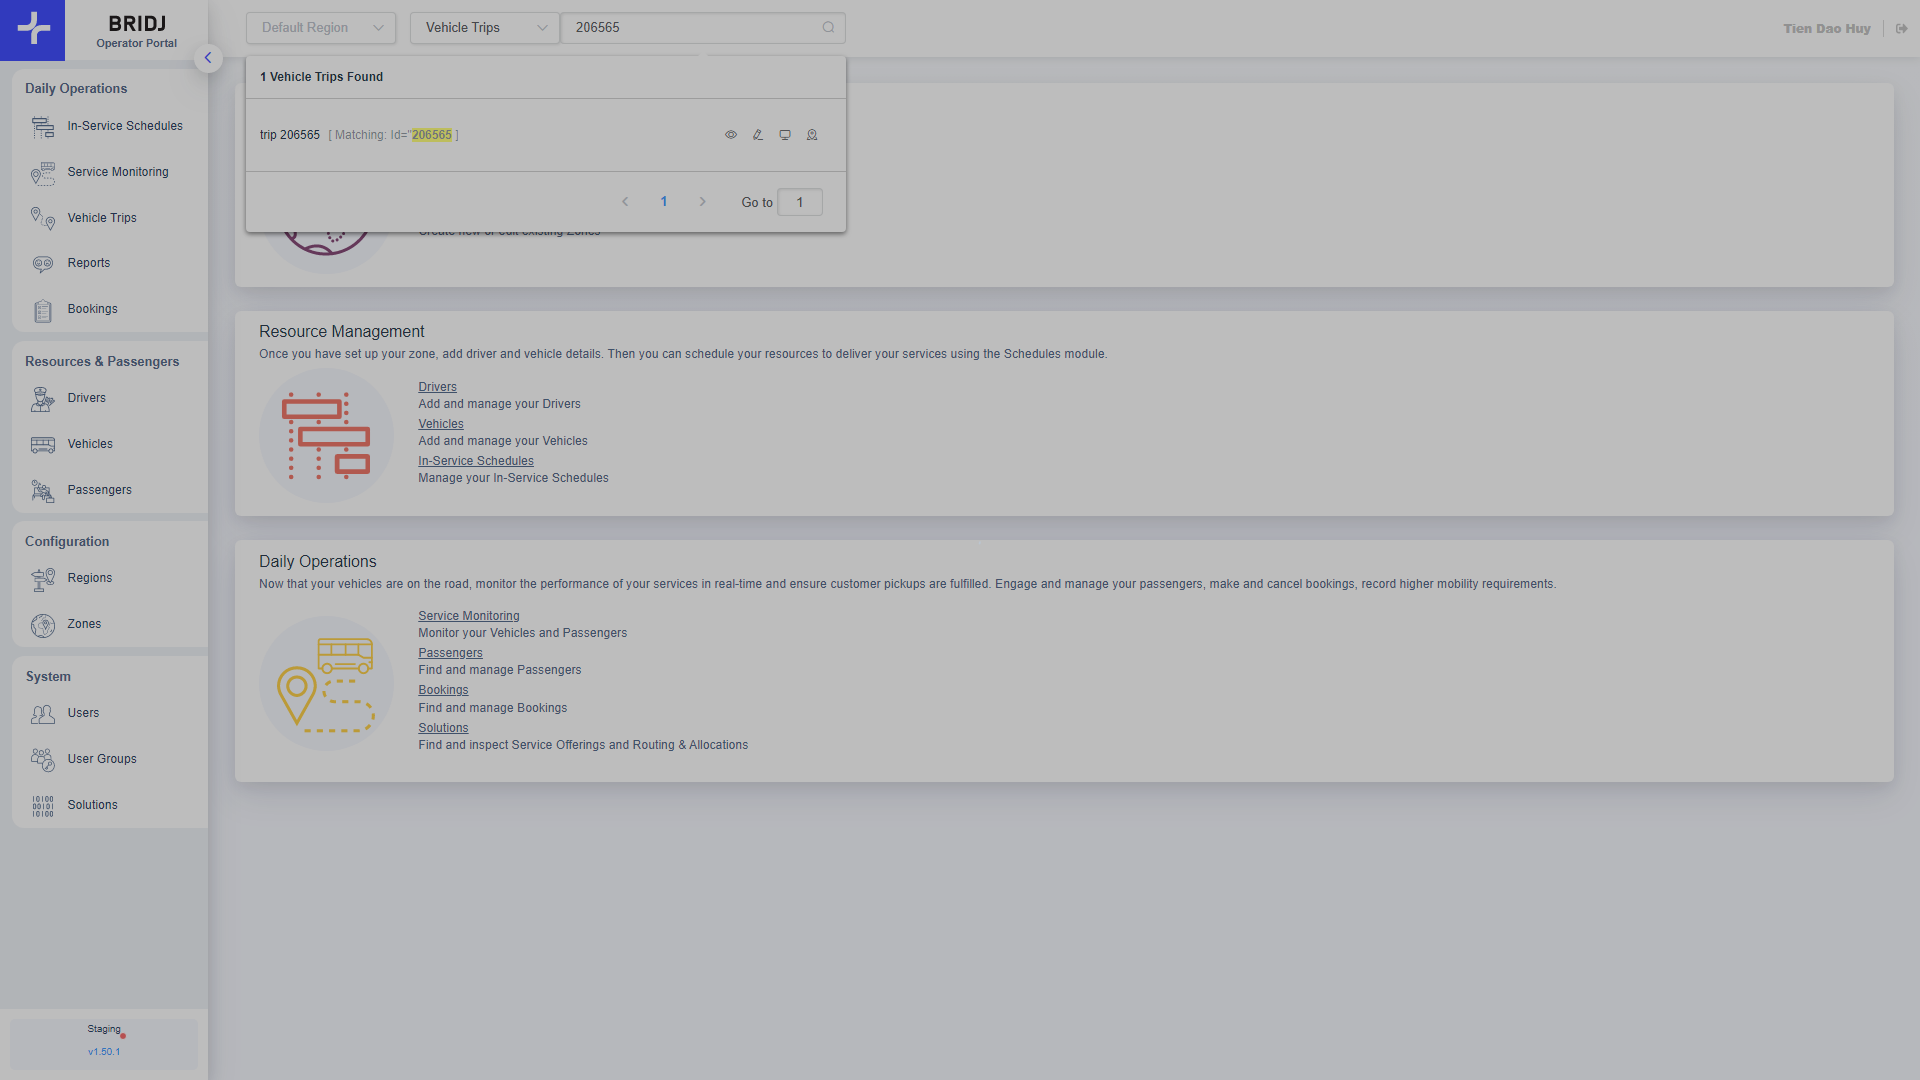 BRIDJ
Operator Portal
Default Region
Vehicle Trips
206565
Tien Dao Huy
1 Vehicle Trips Found
trip 206565 [ Matching: Id="206565 ]
1
Go to 1
Create new or edit existing Zones
Daily Operations
In-Service Schedules
Service Monitoring
Vehicle Trips
Reports
Bookings
Resources & Passengers
Drivers
Vehicles
Passengers
Configuration
Regions
Zones
System
Users
User Groups
Solutions
Staging
v1.50.1
Resource Management
Once you have set up your zone, add driver and vehicle details. Then you can schedule your resources to deliver your services using the Schedules module.
Drivers
Add and manage your Drivers
Vehicles
Add and manage your Vehicles
In-Service Schedules
Manage your In-Service Schedules
Daily Operations
Now that your vehicles are on the road, monitor the performance of your services in real-time and ensure customer pickups are fulfilled. Engage and manage your passengers, make and cancel bookings, record higher mobility requirements.
Service Monitoring
Monitor your Vehicles and Passengers
Passengers
Find and manage Passengers
Bookings
Find and manage Bookings
Solutions
Find and inspect Service Offerings and Routing & Allocations